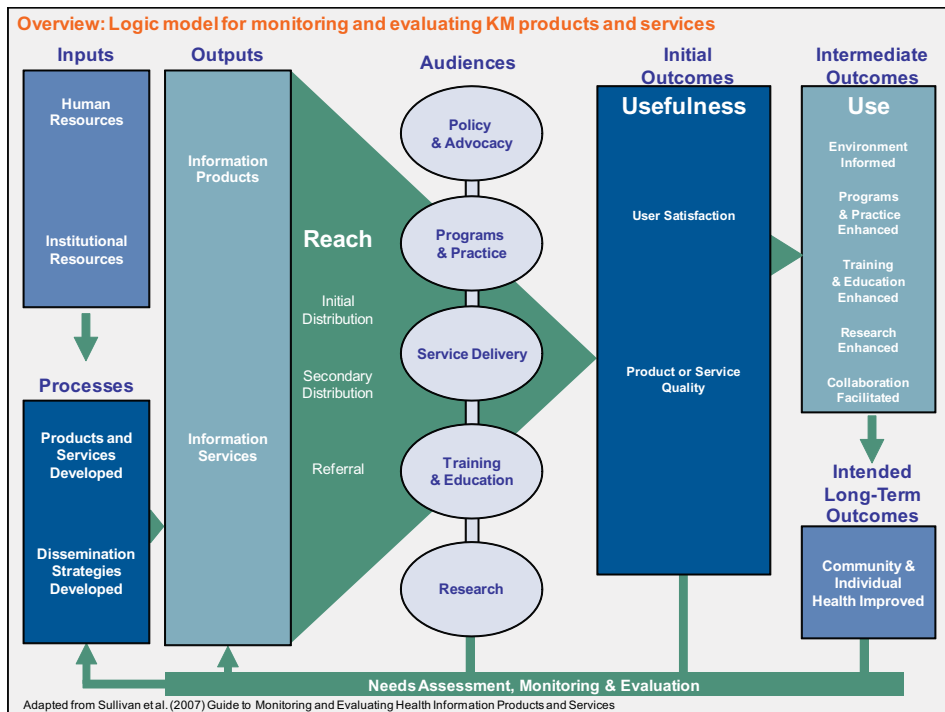 Overview: Logic model for monitoring and evaluating KM products and services
Inputs
Human
Resources
Institutional
Resources
Processes
Products and
Services
Developed
Dissemination
Strategies
Developed
Outputs
Information
Products
Information
Services
Reach
Initial
Distribution
Secondary
Distribution
Referral
Audiences
Policy
& Advocacy
Programs
& Practice
Service Delivery
Training
& Education
Research
Initial
Outcomes
Usefulness
User Satisfaction
Product or Service
Quality
Intermediate
Outcomes
Use
Environment
Informed
Programs
& Practice
Enhanced
Training
& Education
Enhanced
Research
Enhanced
Collaboration
Facilitated
Intended
Long-Term
Outcomes
Community &
Individual
Health Improved
Needs Assessment, Monitoring & Evaluation
Adapted from Sullivan et al. (2007) Guide to Monitoring and Evaluating Health Information Products and Services